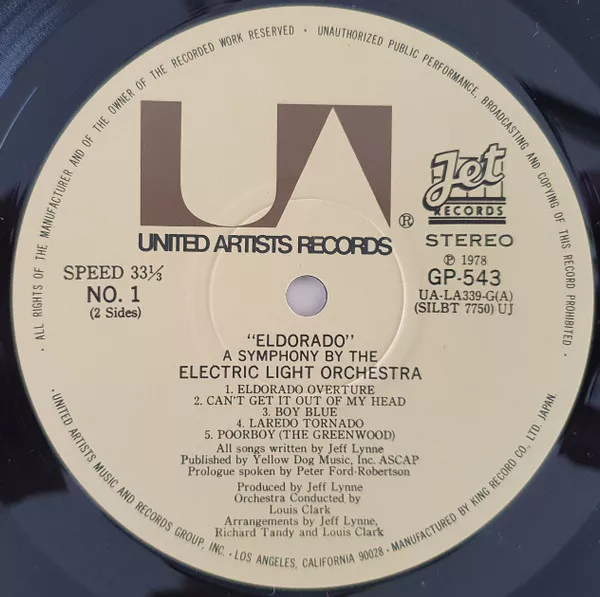 · ALL RIGHTS OF THE MANUFACTURER AND OF THE OWNER OF THE RECORDED WORK RESERVED · UNAUTHORIZED PUBLIC PERFORMANCE, BROADCASTING AND COPYING OF THIS RECORD PROHIBITED ·
UA
®
UNITED ARTISTS RECORDS
Jet
RECORDS
STEREO
Ⓟ 1978
GP-543
UA-LA339-G(A)
(SILBT 7750) UJ
SPEED 33⅓
NO. 1
(2 Sides)
"ELDORADO"
A SYMPHONY BY THE
ELECTRIC LIGHT ORCHESTRA
1. ELDORADO OVERTURE
2. CAN'T GET IT OUT OF MY HEAD
3. BOY BLUE
4. LAREDO TORNADO
5. POORBOY (THE GREENWOOD)
All songs written by Jeff Lynne
Published by Yellow Dog Music, Inc. ASCAP
Prologue spoken by Peter Ford-Robertson
Produced by Jeff Lynne
Orchestra Conducted by
Louis Clark
Arrangements by Jeff Lynne,
Richard Tandy and Louis Clark
· UNITED ARTISTS MUSIC AND RECORDS GROUP, INC. · LOS ANGELES, CALIFORNIA 90028 · MANUFACTURED BY KING RECORD CO., LTD. JAPAN.